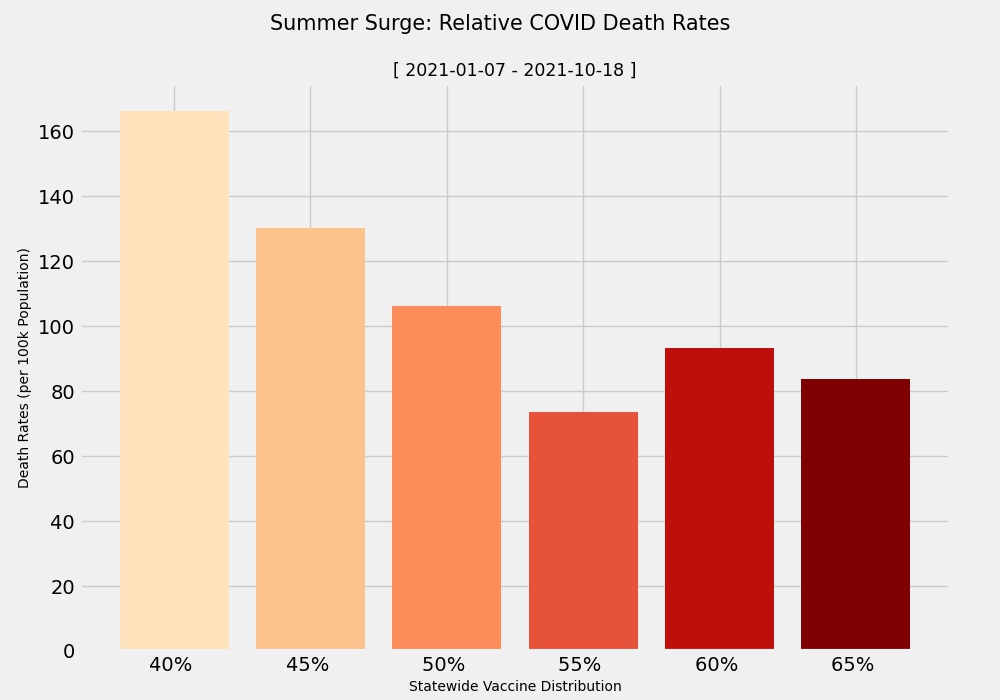 Summer Surge: Relative COVID Death Rates
[ 2021-01-07 - 2021-10-18 ]
160
140
120
100
80
60
40
20
0
Death Rates (per 100k Population)
40% 45% 50% 55% 60% 65%
Statewide Vaccine Distribution